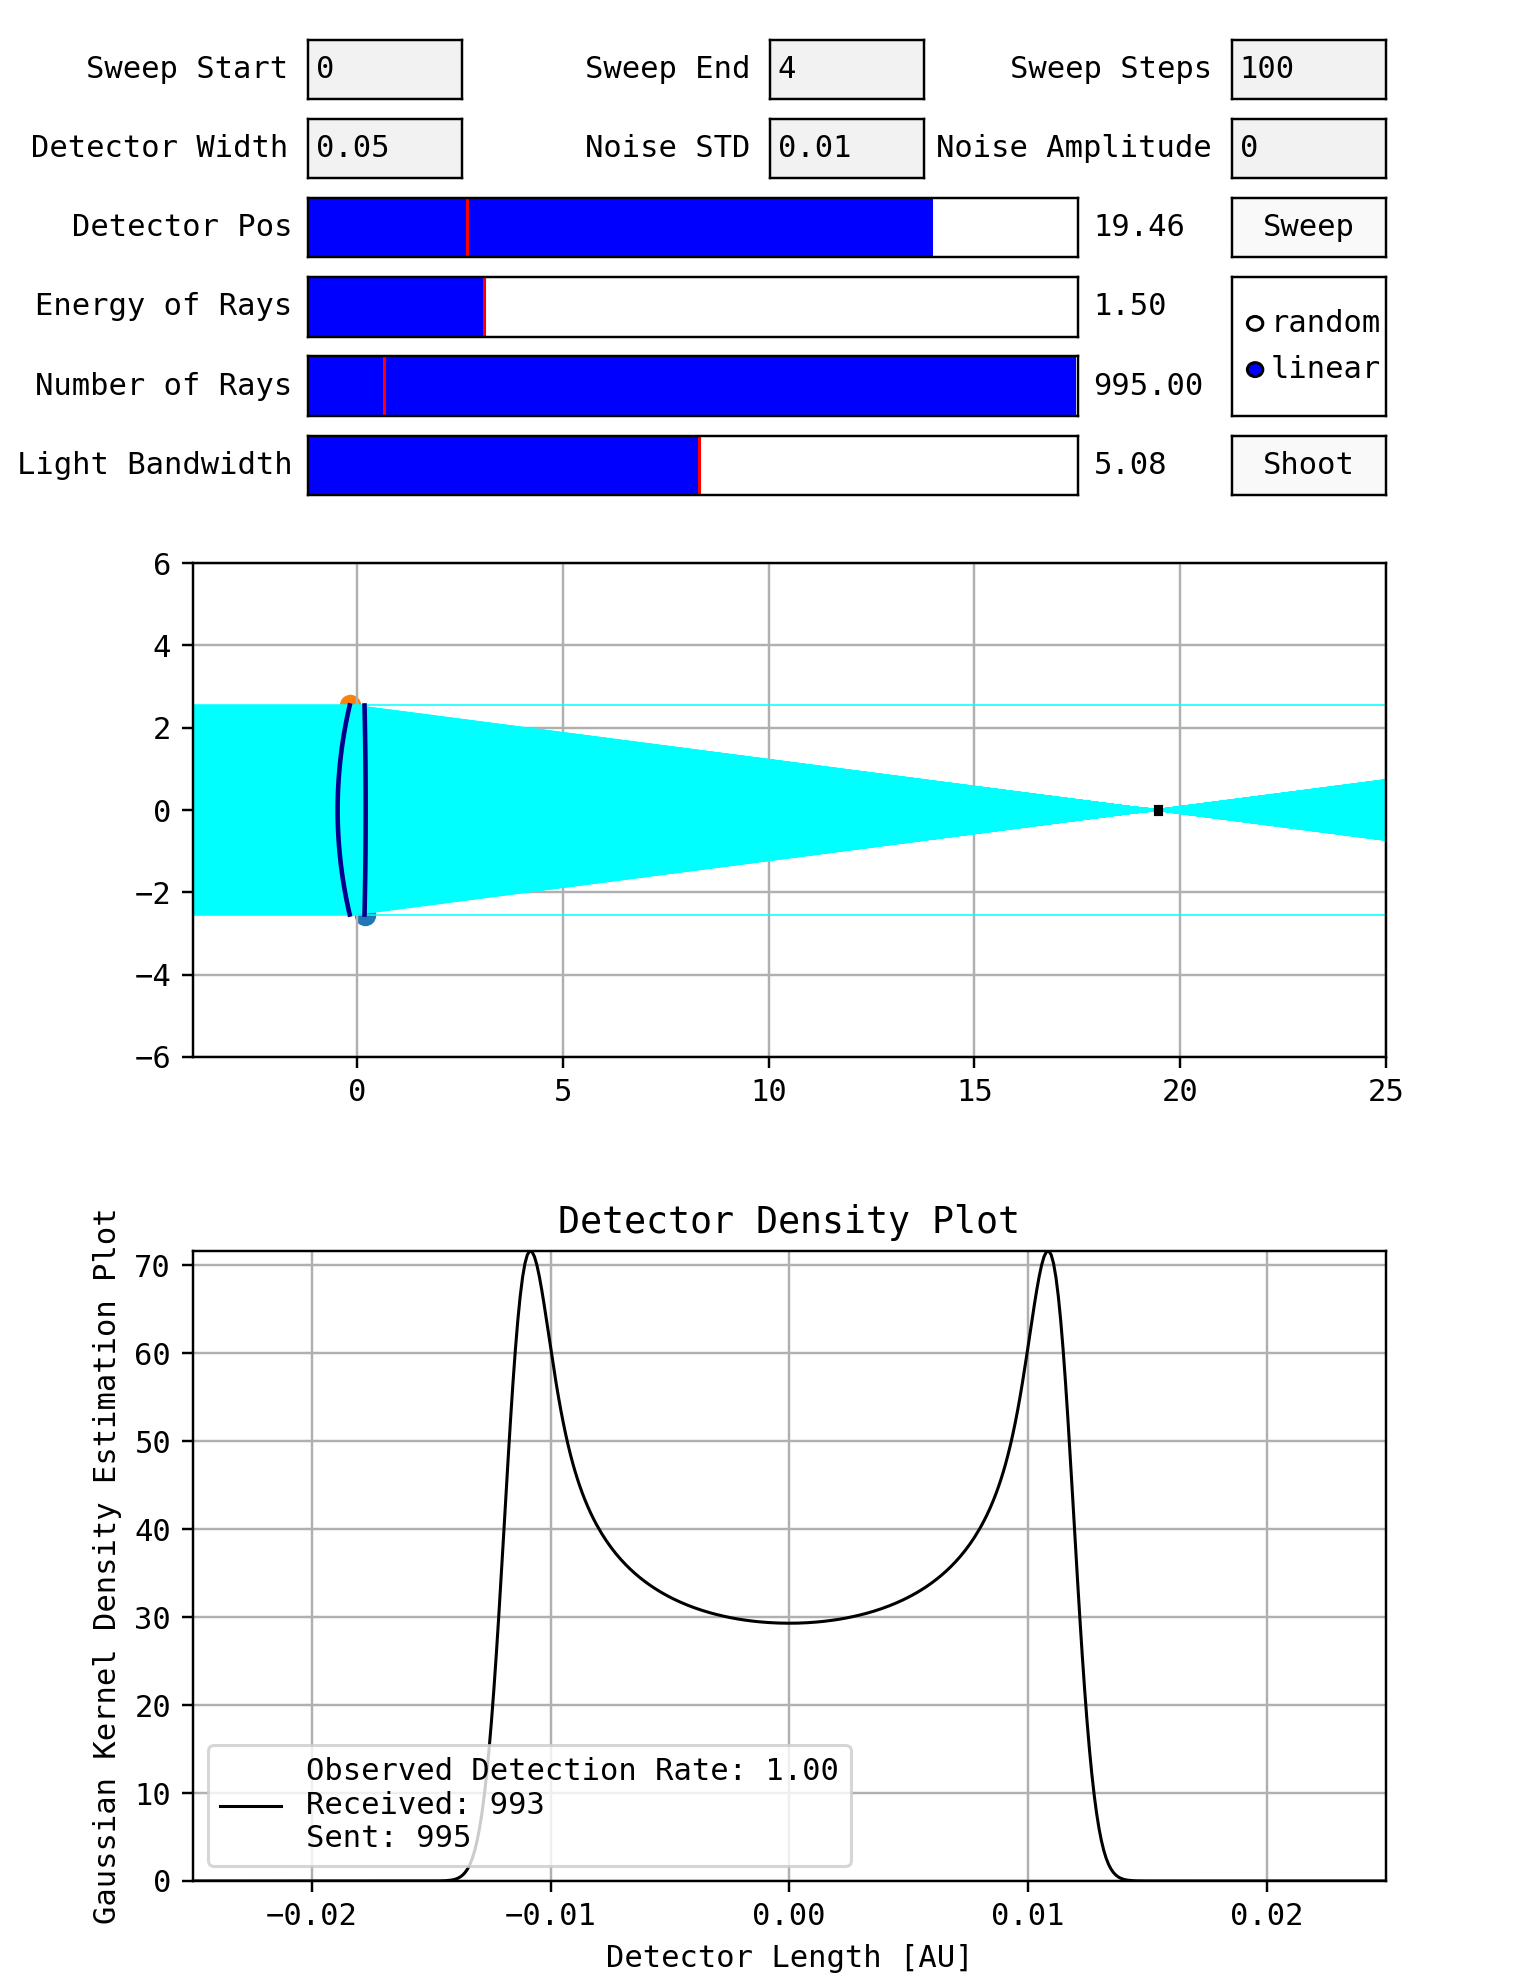 Sweep Start 0 Sweep End 4 Sweep Steps 100
Detector Width 0.05 Noise STD 0.01 Noise Amplitude 0
Detector Pos 19.46 Sweep
Energy of Rays 1.50 random
Number of Rays 995.00 linear
Light Bandwidth 5.08 Shoot
6
4
2
0
−2
−4
−6
0 5 10 15 20 25
Detector Density Plot
Gaussian Kernel Density Estimation Plot
70
60
50
40
30
20
10
0
Observed Detection Rate: 1.00
Received: 993
Sent: 995
−0.02 −0.01 0.00 0.01 0.02
Detector Length [AU]